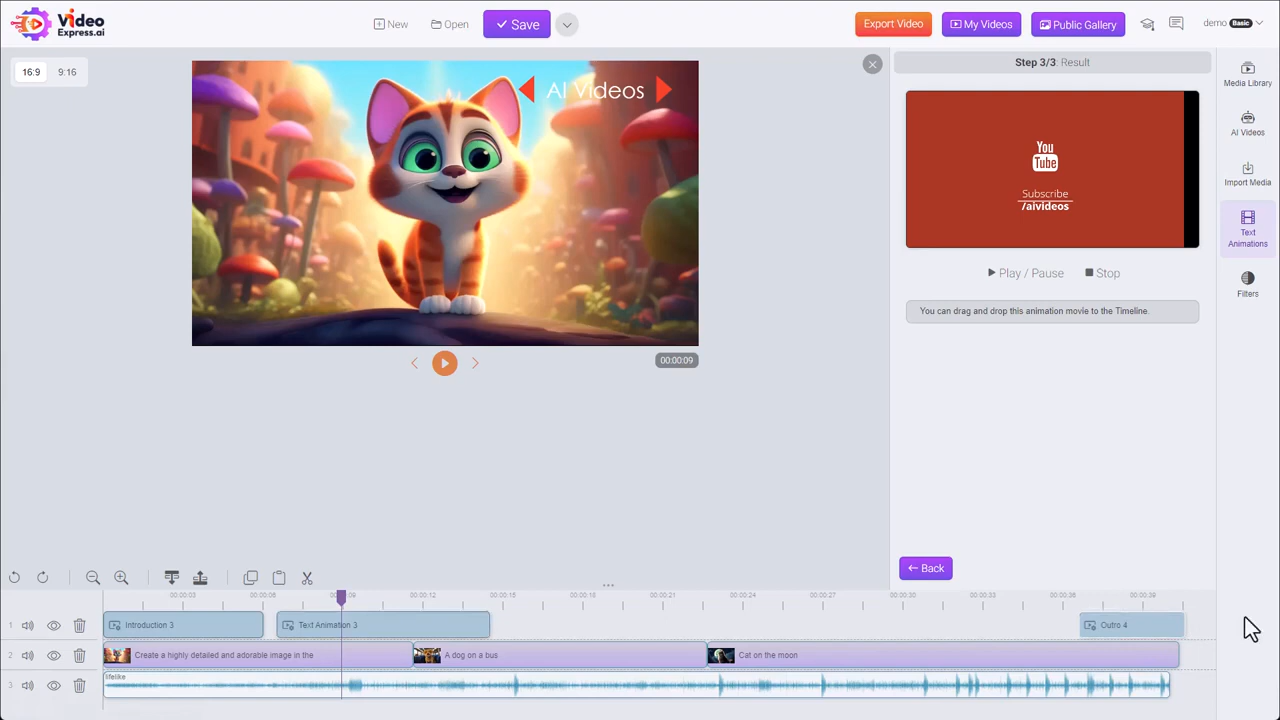 Video
Express.ai
New
Open
Save
Export Video
My Videos
Public Gallery
demo Basic
16:9 9:16
AI Videos
00:00:09
Step 3/3: Result
You
Tube
Subscribe
/aivideos
Play / Pause
Stop
You can drag and drop this animation movie to the Timeline.
← Back
Media Library
AI Videos
Import Media
Text
Animations
Filters
00:00:03 00:00:06 00:00:09 00:00:12 00:00:15 00:00:18 00:00:21 00:00:24 00:00:27 00:00:30 00:00:33 00:00:36 00:00:39
1 Introduction 3 Text Animation 3 Outro 4
2 Create a highly detailed and adorable image in the A dog on a bus Cat on the moon
lifelike
3